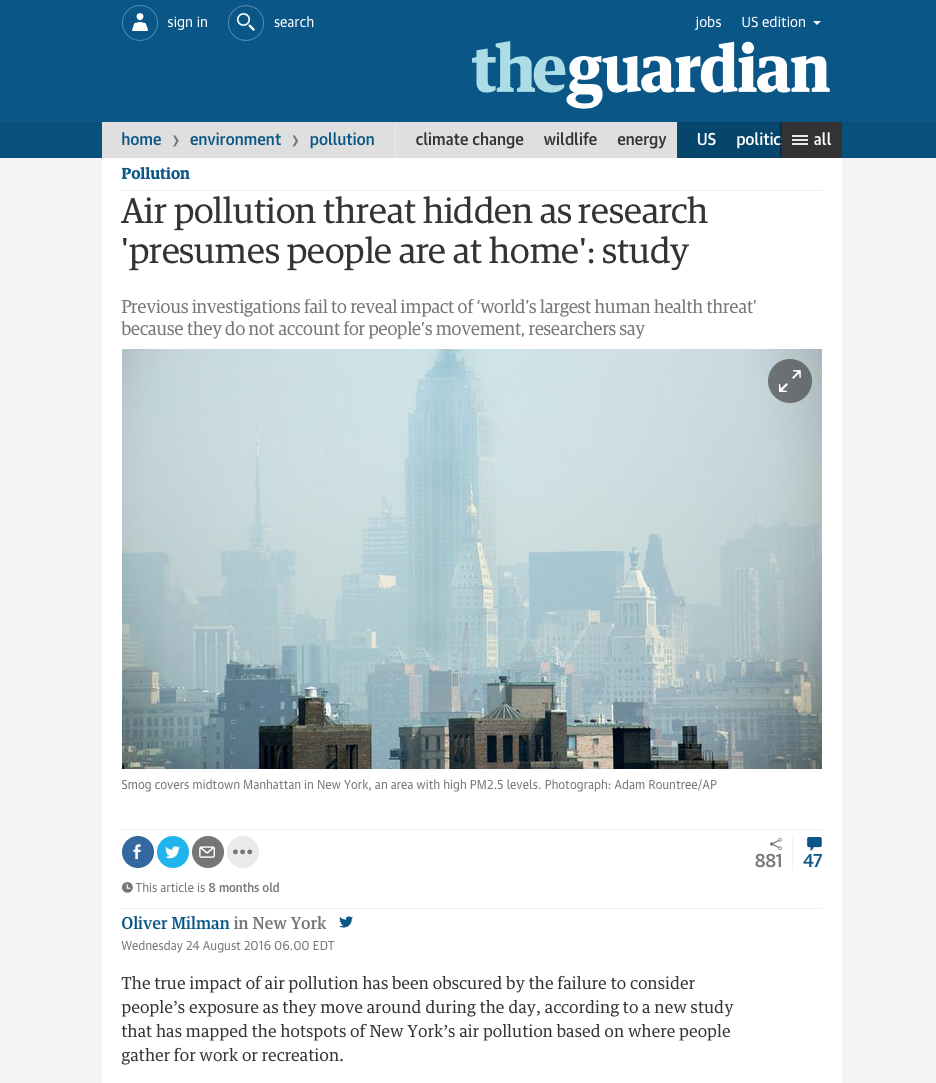 sign in search jobs US edition
theguardian
home › environment › pollution climate change wildlife energy US politic all
Pollution
Air pollution threat hidden as research
'presumes people are at home': study
Previous investigations fail to reveal impact of ‘world’s largest human health threat’
because they do not account for people’s movement, researchers say
Smog covers midtown Manhattan in New York, an area with high PM2.5 levels. Photograph: Adam Rountree/AP
881 47
This article is 8 months old
Oliver Milman in New York
Wednesday 24 August 2016 06.00 EDT
The true impact of air pollution has been obscured by the failure to consider
people’s exposure as they move around during the day, according to a new study
that has mapped the hotspots of New York’s air pollution based on where people
gather for work or recreation.